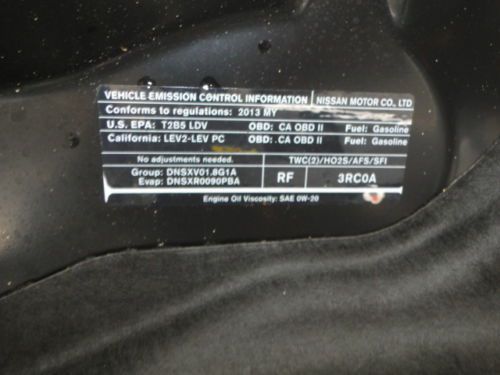 VEHICLE EMISSION CONTROL INFORMATION NISSAN MOTOR CO., LTD
Conforms to regulations: 2013 MY
U.S. EPA: T2B5 LDV OBD: CA OBD II Fuel: Gasoline
California: LEV2-LEV PC OBD: CA OBD II Fuel: Gasoline
No adjustments needed. TWC(2)/HO2S/AFS/SFI
Group: DNSXV01.8G1A
Evap: DNSXR0090PBA
RF 3RC0A
Engine Oil Viscosity: SAE 0W-20